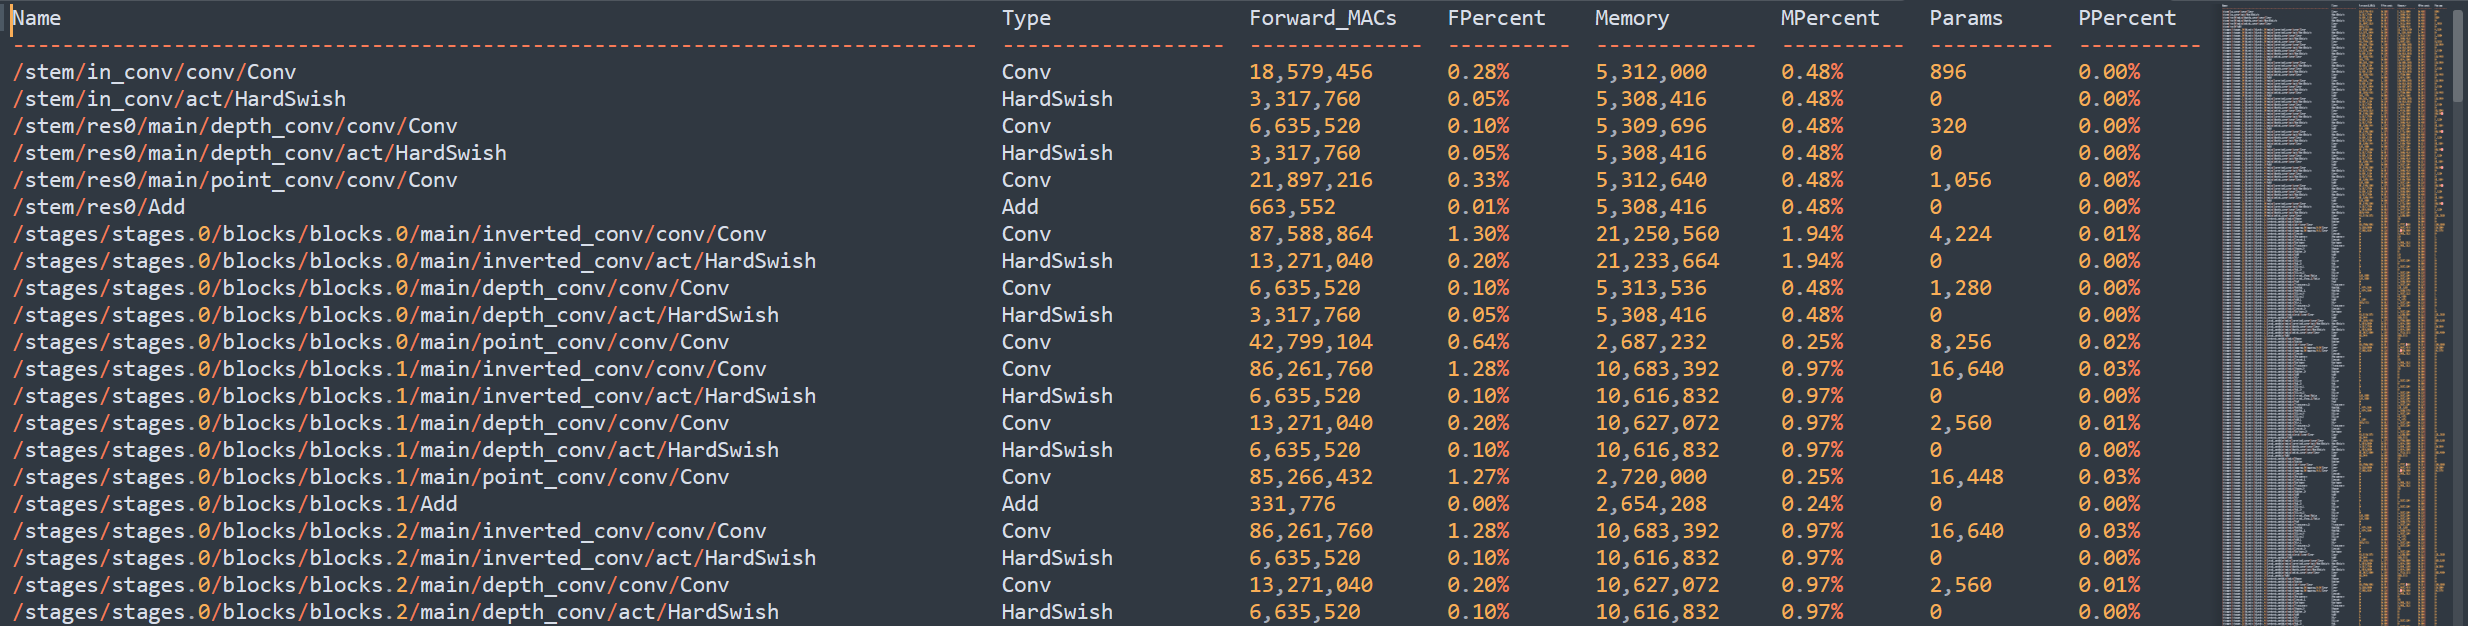 Name Type Forward_MACs FPercent Memory MPercent Params PPercent
------------------------------------------------------------------------------ ------------------ -------------- ---------- ------------- ---------- ---------- ----------
/stem/in_conv/conv/Conv Conv 18,579,456 0.28% 5,312,000 0.48% 896 0.00%
/stem/in_conv/act/HardSwish HardSwish 3,317,760 0.05% 5,308,416 0.48% 0 0.00%
/stem/res0/main/depth_conv/conv/Conv Conv 6,635,520 0.10% 5,309,696 0.48% 320 0.00%
/stem/res0/main/depth_conv/act/HardSwish HardSwish 3,317,760 0.05% 5,308,416 0.48% 0 0.00%
/stem/res0/main/point_conv/conv/Conv Conv 21,897,216 0.33% 5,312,640 0.48% 1,056 0.00%
/stem/res0/Add Add 663,552 0.01% 5,308,416 0.48% 0 0.00%
/stages/stages.0/blocks/blocks.0/main/inverted_conv/conv/Conv Conv 87,588,864 1.30% 21,250,560 1.94% 4,224 0.01%
/stages/stages.0/blocks/blocks.0/main/inverted_conv/act/HardSwish HardSwish 13,271,040 0.20% 21,233,664 1.94% 0 0.00%
/stages/stages.0/blocks/blocks.0/main/depth_conv/conv/Conv Conv 6,635,520 0.10% 5,313,536 0.48% 1,280 0.00%
/stages/stages.0/blocks/blocks.0/main/depth_conv/act/HardSwish HardSwish 3,317,760 0.05% 5,308,416 0.48% 0 0.00%
/stages/stages.0/blocks/blocks.0/main/point_conv/conv/Conv Conv 42,799,104 0.64% 2,687,232 0.25% 8,256 0.02%
/stages/stages.0/blocks/blocks.1/main/inverted_conv/conv/Conv Conv 86,261,760 1.28% 10,683,392 0.97% 16,640 0.03%
/stages/stages.0/blocks/blocks.1/main/inverted_conv/act/HardSwish HardSwish 6,635,520 0.10% 10,616,832 0.97% 0 0.00%
/stages/stages.0/blocks/blocks.1/main/depth_conv/conv/Conv Conv 13,271,040 0.20% 10,627,072 0.97% 2,560 0.01%
/stages/stages.0/blocks/blocks.1/main/depth_conv/act/HardSwish HardSwish 6,635,520 0.10% 10,616,832 0.97% 0 0.00%
/stages/stages.0/blocks/blocks.1/main/point_conv/conv/Conv Conv 85,266,432 1.27% 2,720,000 0.25% 16,448 0.03%
/stages/stages.0/blocks/blocks.1/Add Add 331,776 0.00% 2,654,208 0.24% 0 0.00%
/stages/stages.0/blocks/blocks.2/main/inverted_conv/conv/Conv Conv 86,261,760 1.28% 10,683,392 0.97% 16,640 0.03%
/stages/stages.0/blocks/blocks.2/main/inverted_conv/act/HardSwish HardSwish 6,635,520 0.10% 10,616,832 0.97% 0 0.00%
/stages/stages.0/blocks/blocks.2/main/depth_conv/conv/Conv Conv 13,271,040 0.20% 10,627,072 0.97% 2,560 0.01%
/stages/stages.0/blocks/blocks.2/main/depth_conv/act/HardSwish HardSwish 6,635,520 0.10% 10,616,832 0.97% 0 0.00%